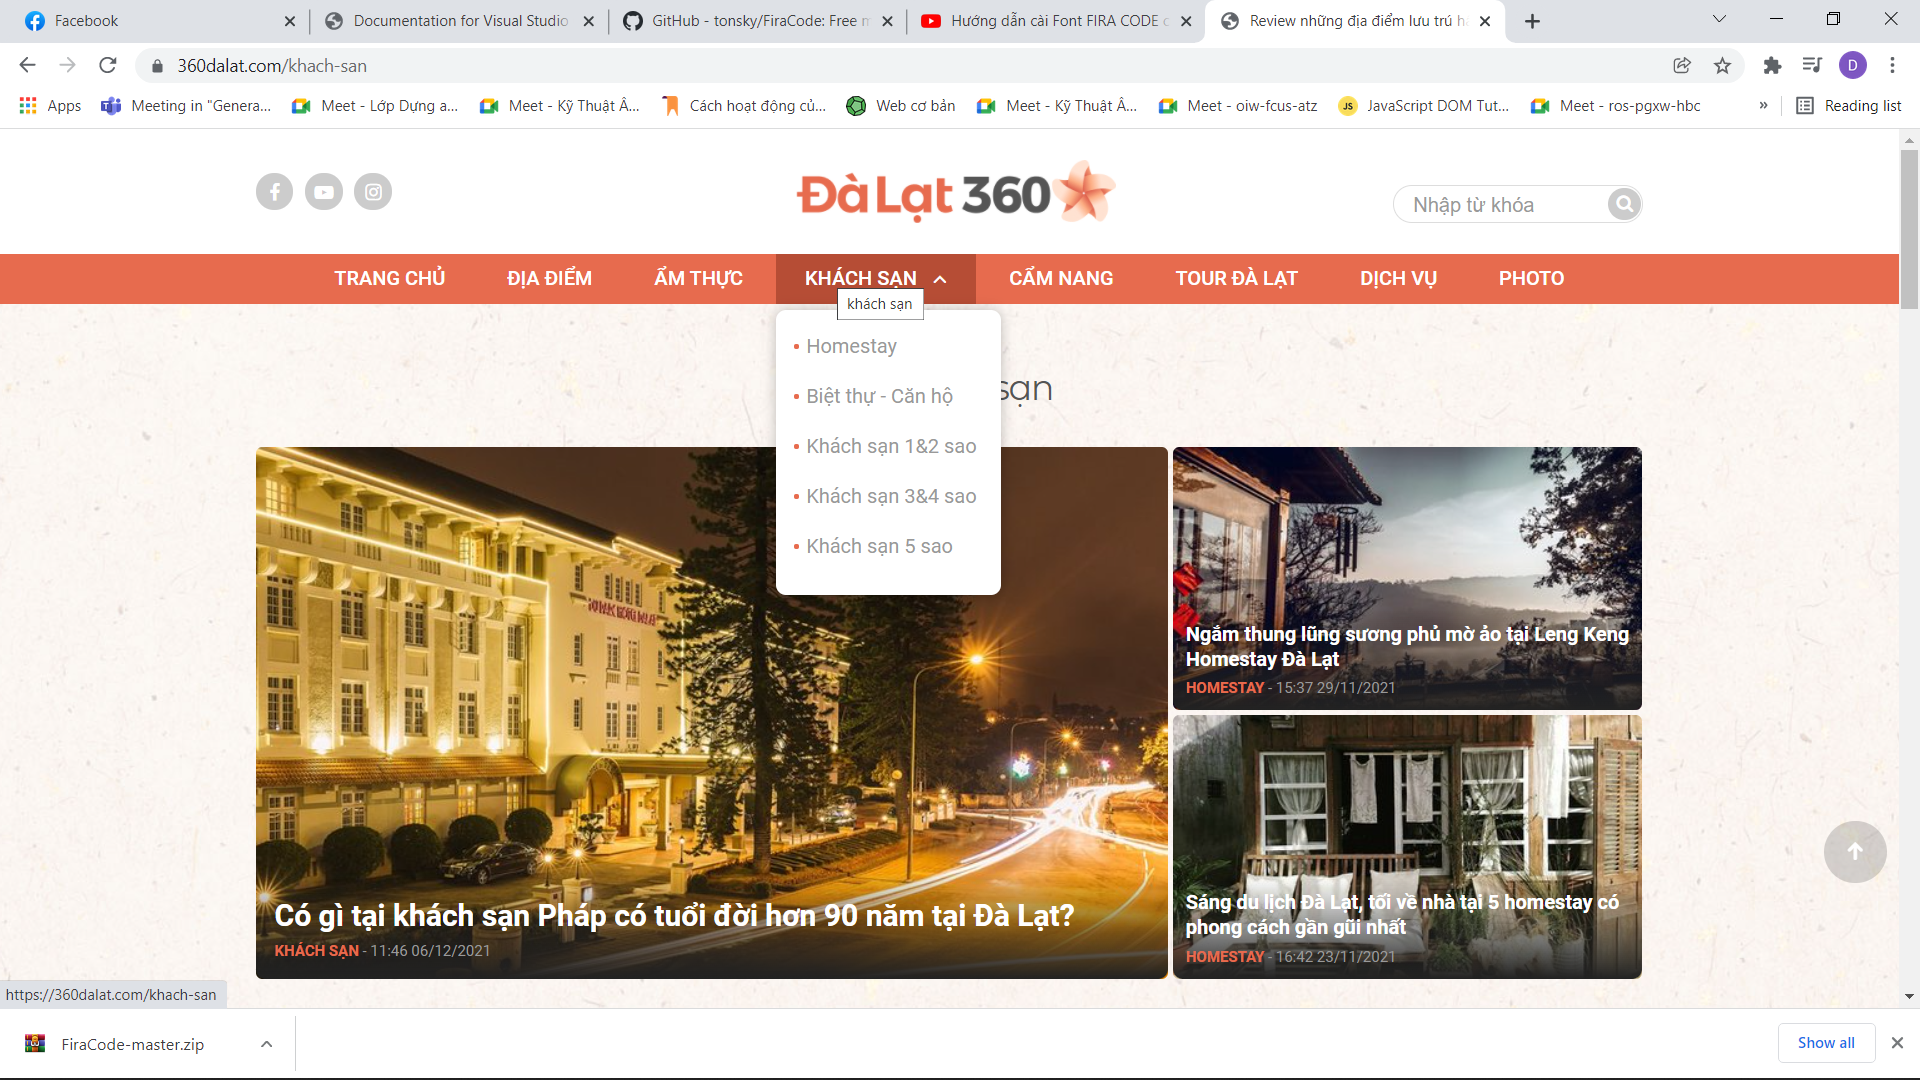 Facebook
Documentation for Visual Studio
GitHub - tonsky/FiraCode: Free m
Hướng dẫn cài Font FIRA CODE c
Review những địa điểm lưu trú hà
360dalat.com/khach-san
D
Apps
Meeting in "Genera...
Meet - Lớp Dựng a...
Meet - Kỹ Thuật Â...
Cách hoạt động củ...
Web cơ bản
Meet - Kỹ Thuật Â...
Meet - oiw-fcus-atz
JS
JavaScript DOM Tut...
Meet - ros-pgxw-hbc
»
Reading list
Đà Lạt 360
Nhập từ khóa
TRANG CHỦ
ĐỊA ĐIỂM
ẨM THỰC
KHÁCH SẠN
CẨM NANG
TOUR ĐÀ LẠT
DỊCH VỤ
PHOTO
khách sạn
Homestay
Biệt thự - Căn hộ
Khách sạn 1&2 sao
Khách sạn 3&4 sao
Khách sạn 5 sao
sạn
Ngắm thung lũng sương phủ mờ ảo tại Leng Keng
Homestay Đà Lạt
HOMESTAY - 15:37 29/11/2021
Có gì tại khách sạn Pháp có tuổi đời hơn 90 năm tại Đà Lạt?
KHÁCH SẠN - 11:46 06/12/2021
Sáng du lịch Đà Lạt, tối về nhà tại 5 homestay có
phong cách gần gũi nhất
HOMESTAY - 16:42 23/11/2021
https://360dalat.com/khach-san
FiraCode-master.zip
Show all